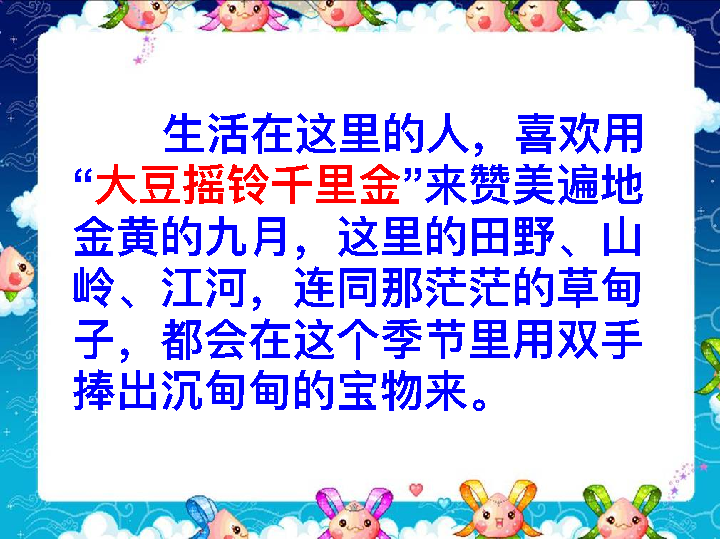 生活在这里的人，喜欢用
“大豆摇铃千里金”来赞美遍地
金黄的九月，这里的田野、山
岭、江河，连同那茫茫的草甸
子，都会在这个季节里用双手
捧出沉甸甸的宝物来。